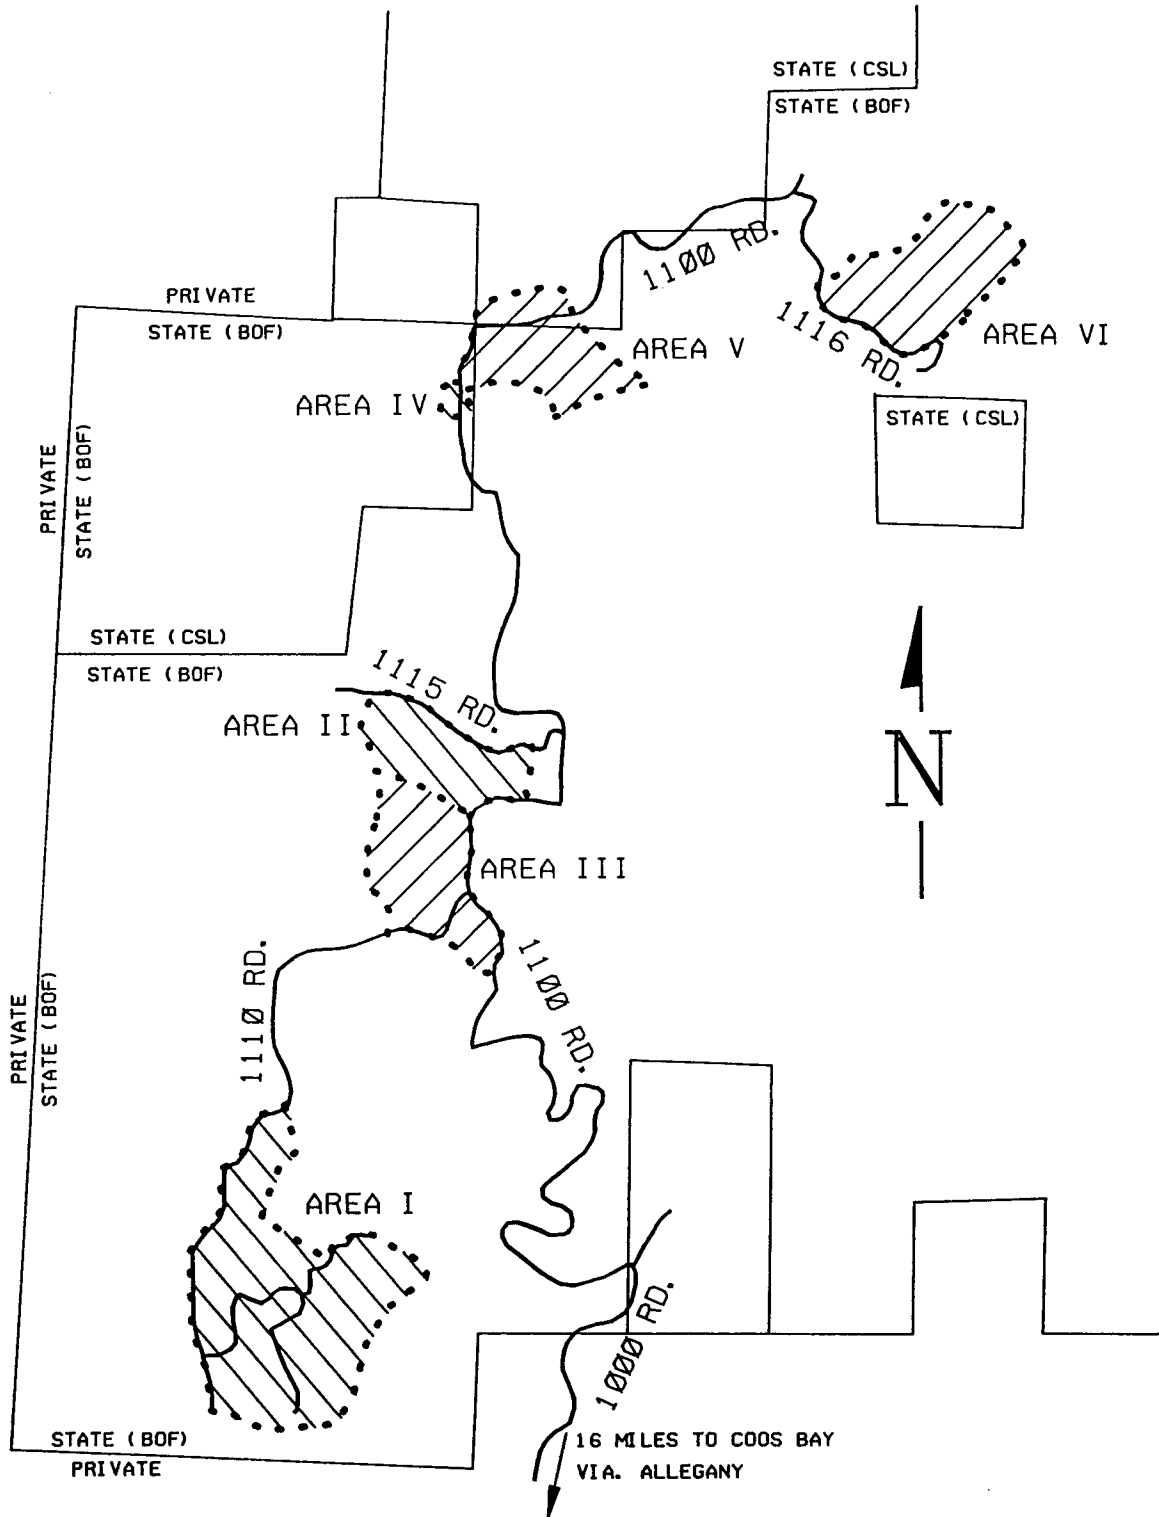 STATE (CSL)
STATE (BOF)
1100 RD.
PRIVATE
STATE (BOF)
1116 RD.
AREA VI
AREA V
AREA IV
STATE (CSL)
PRIVATE
STATE (BOF)
STATE (CSL)
STATE (BOF)
1115 RD.
AREA II
N
AREA III
1110 RD.
1100 RD.
PRIVATE
STATE (BOF)
AREA I
1000 RD.
STATE (BOF)
PRIVATE
16 MILES TO COOS BAY
VIA. ALLEGANY